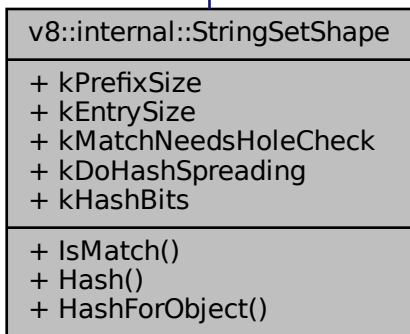 v8::internal::StringSetShape
+ kPrefixSize
+ kEntrySize
+ kMatchNeedsHoleCheck
+ kDoHashSpreading
+ kHashBits
+ IsMatch()
+ Hash()
+ HashForObject()